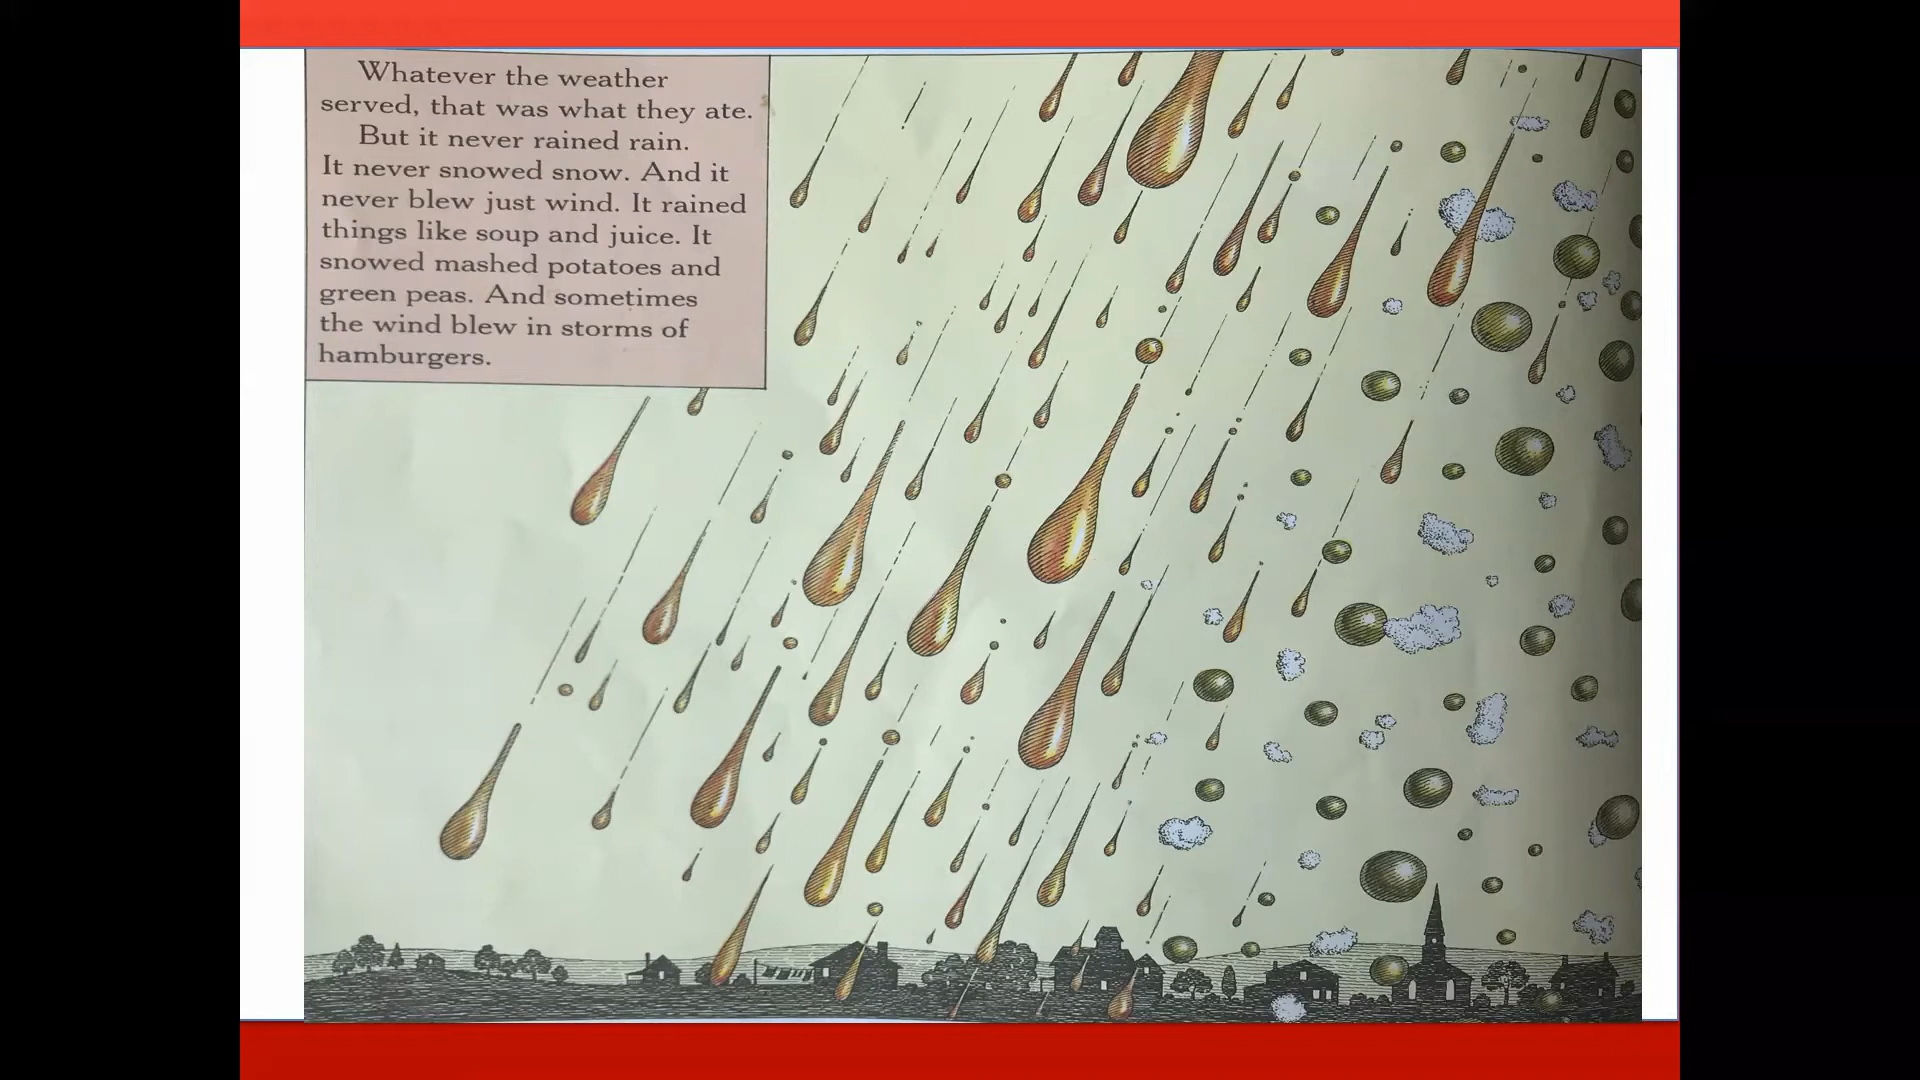 Whatever the weather
served, that was what they ate.
But it never rained rain.
It never snowed snow. And it
never blew just wind. It rained
things like soup and juice. It
snowed mashed potatoes and
green peas. And sometimes
the wind blew in storms of
hamburgers.